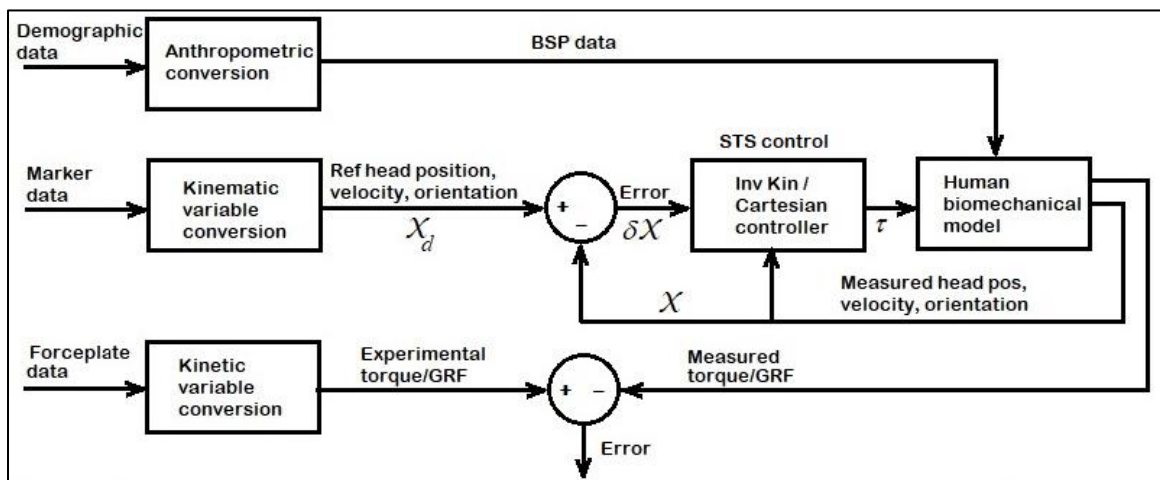 Demographic
data
Anthropometric
conversion
BSP data
STS control
Marker
data
Kinematic
variable
conversion
Ref head position,
velocity, orientation
X_d
+
−
Error
δX
Inv Kin /
Cartesian
controller
τ
Human
biomechanical
model
X
Measured head pos,
velocity, orientation
Forceplate
data
Kinetic
variable
conversion
Experimental
torque/GRF
+ −
Measured
torque/GRF
Error